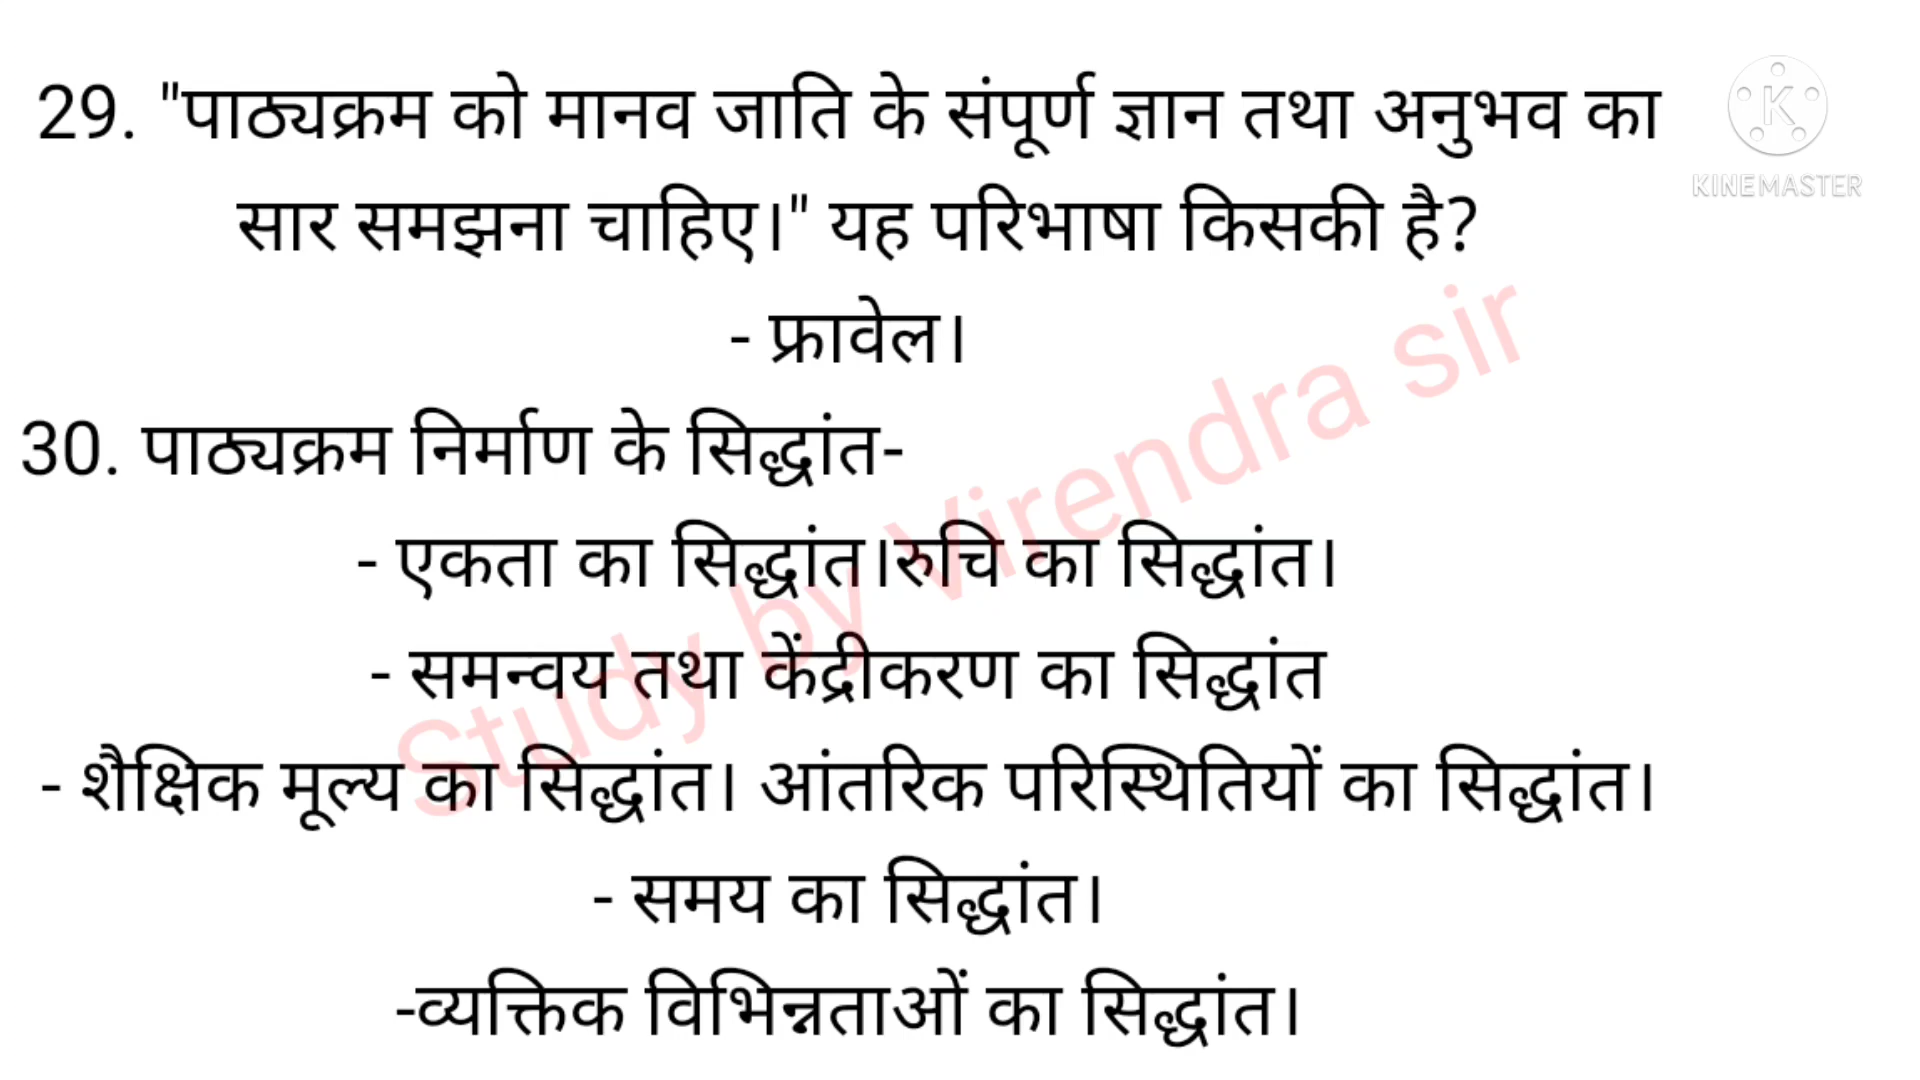 29. "पाठ्यक्रम को मानव जाति के संपूर्ण ज्ञान तथा अनुभव का
सार समझना चाहिए।" यह परिभाषा किसकी है?
- फ्रावेल।
30. पाठ्यक्रम निर्माण के सिद्धांत-
- एकता का सिद्धांत।रुचि का सिद्धांत।
- समन्वय तथा केंद्रीकरण का सिद्धांत
- शैक्षिक मूल्य का सिद्धांत। आंतरिक परिस्थितियों का सिद्धांत।
- समय का सिद्धांत।
-व्यक्तिक विभिन्नताओं का सिद्धांत।
Study by Virendra sir
K
KINEMASTER